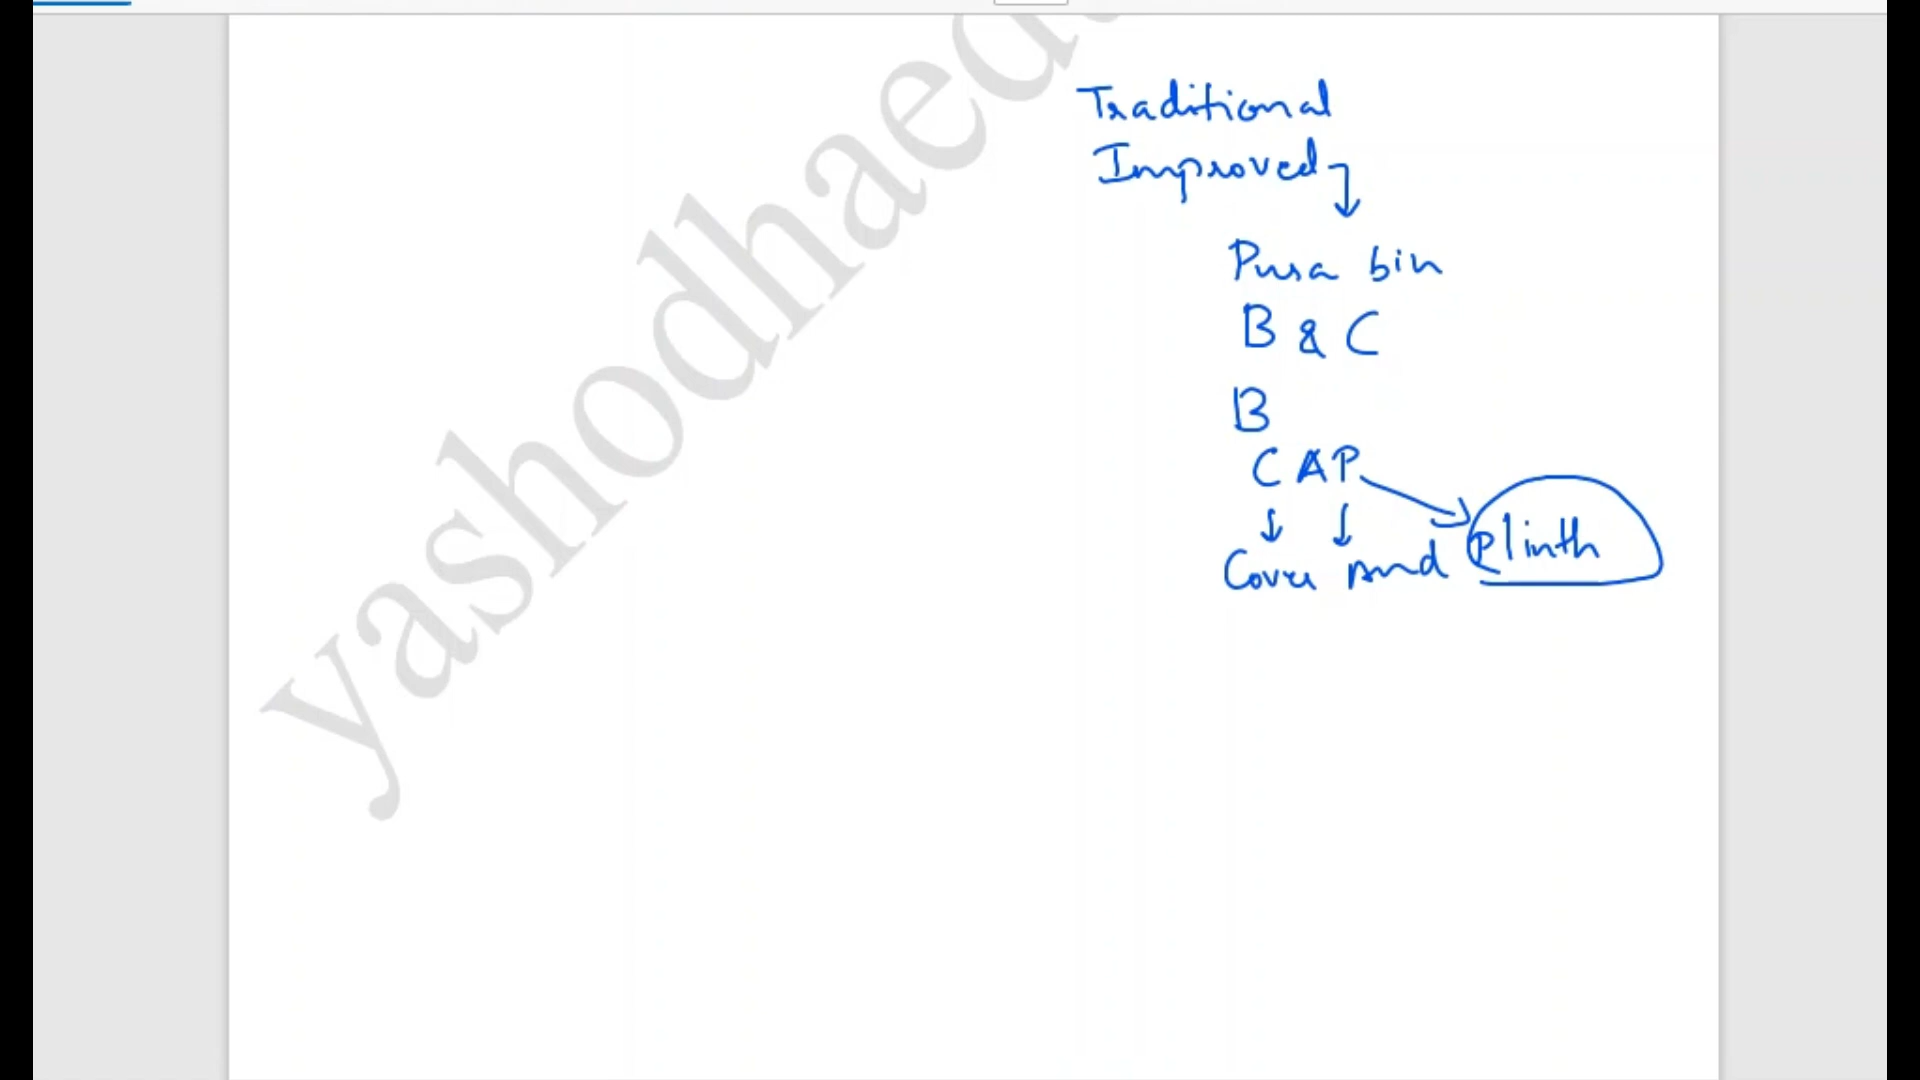 yashodhaed
Traditional
Improved
Pusa bin
B & C
B
CAP
Cover And Plinth